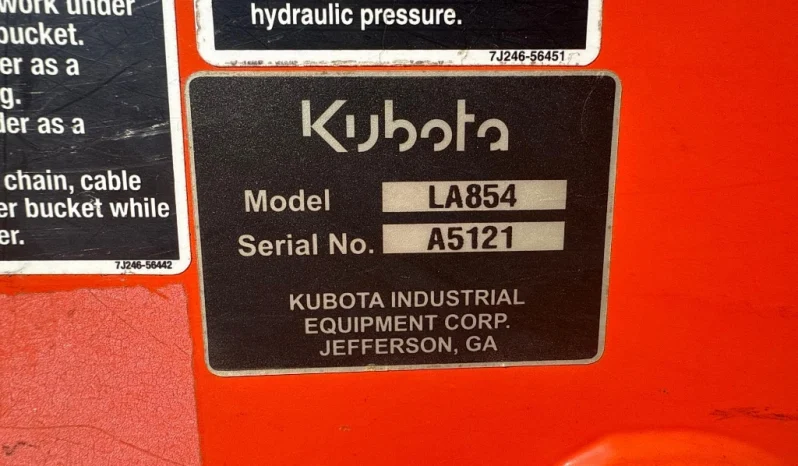 work under
bucket.
er as a
g.
der as a
chain, cable
er bucket while
er.
7J246-56442
hydraulic pressure.
7J246-56451
Kubota
Model LA854
Serial No. A5121
KUBOTA INDUSTRIAL
EQUIPMENT CORP.
JEFFERSON, GA